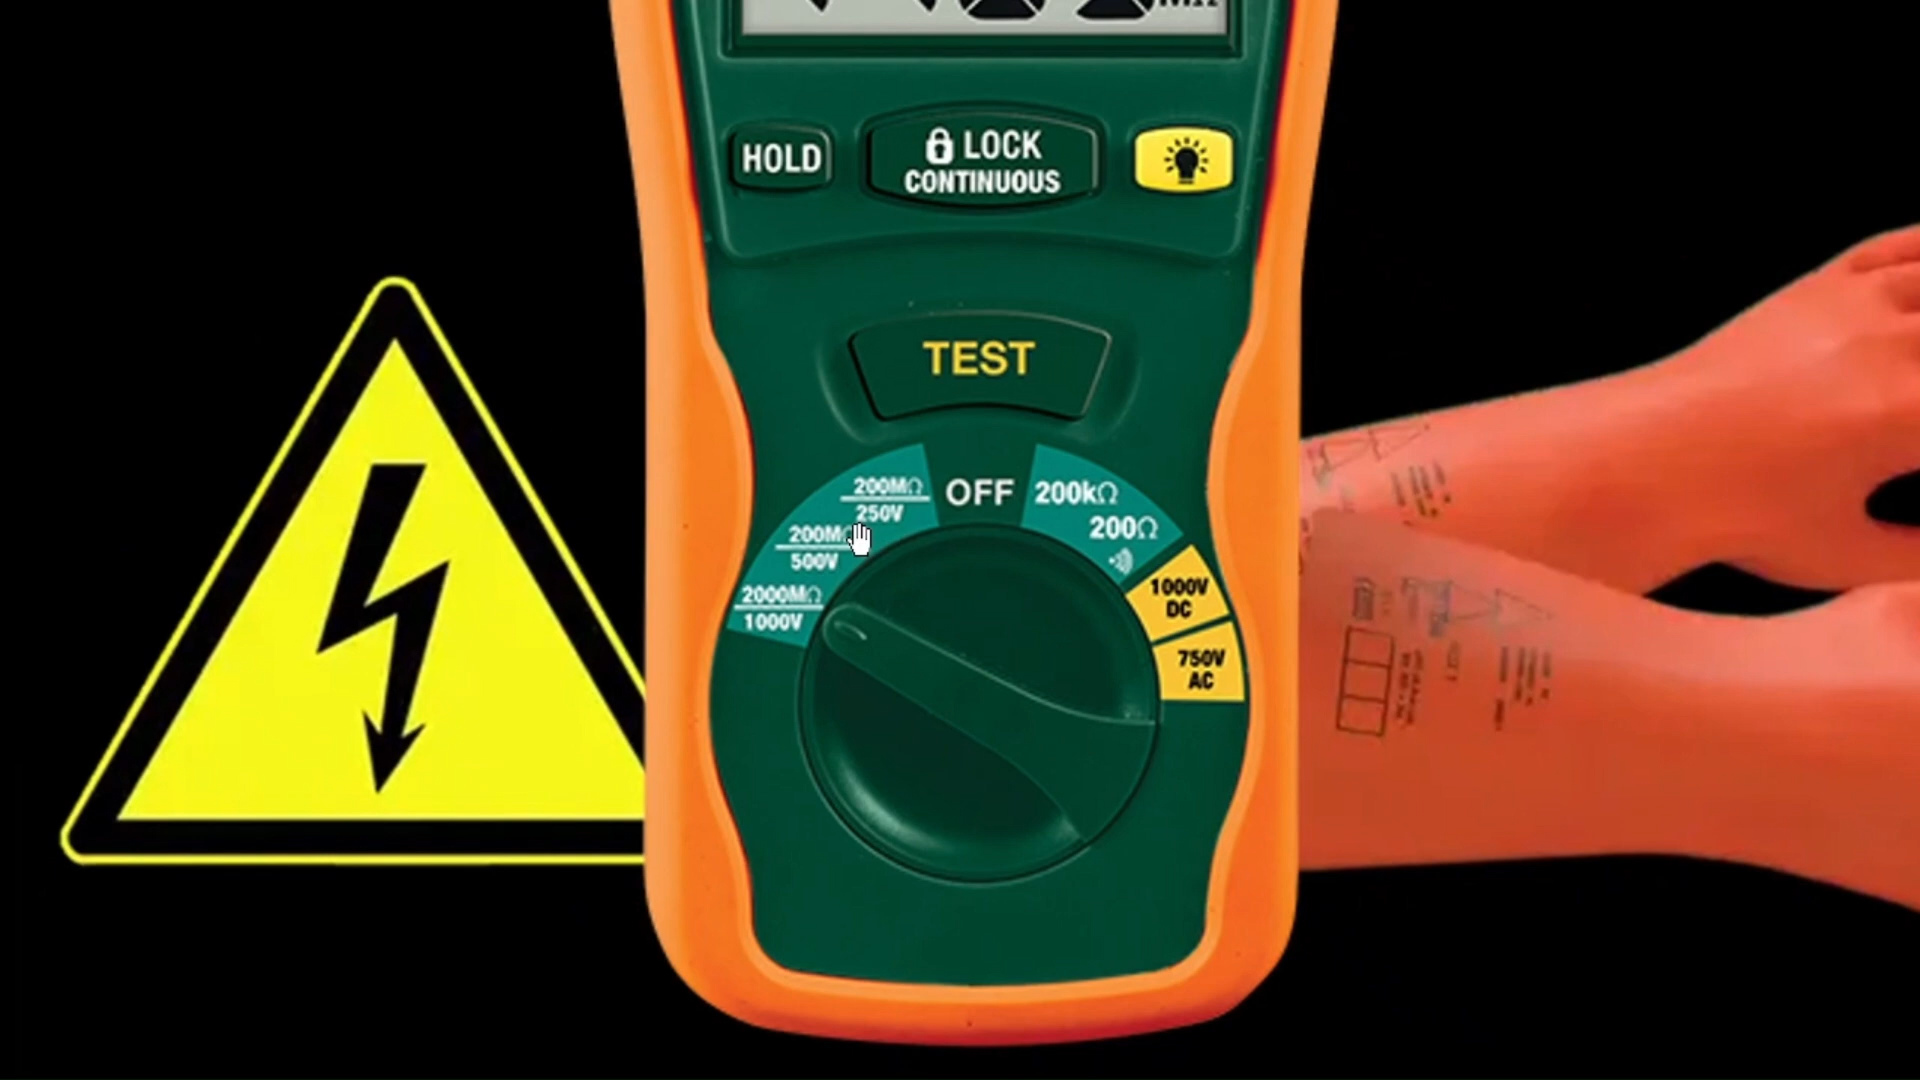 HOLD
LOCK
CONTINUOUS
TEST
200MΩ
250V
OFF
200kΩ
200MΩ
500V
200Ω
2000MΩ
1000V
1000V
DC
750V
AC